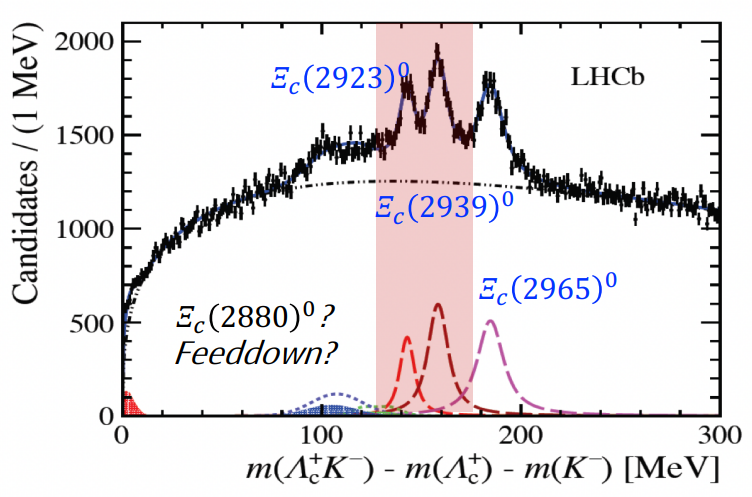 2000
1500
1000
500
0
Candidates / (1 MeV)
LHCb
Ξc(2923)⁰
Ξc(2939)⁰
Ξc(2965)⁰
Ξc(2880)⁰?
Feeddown?
0 100 200 300
m(Λc⁺K⁻) - m(Λc⁺) - m(K⁻) [MeV]